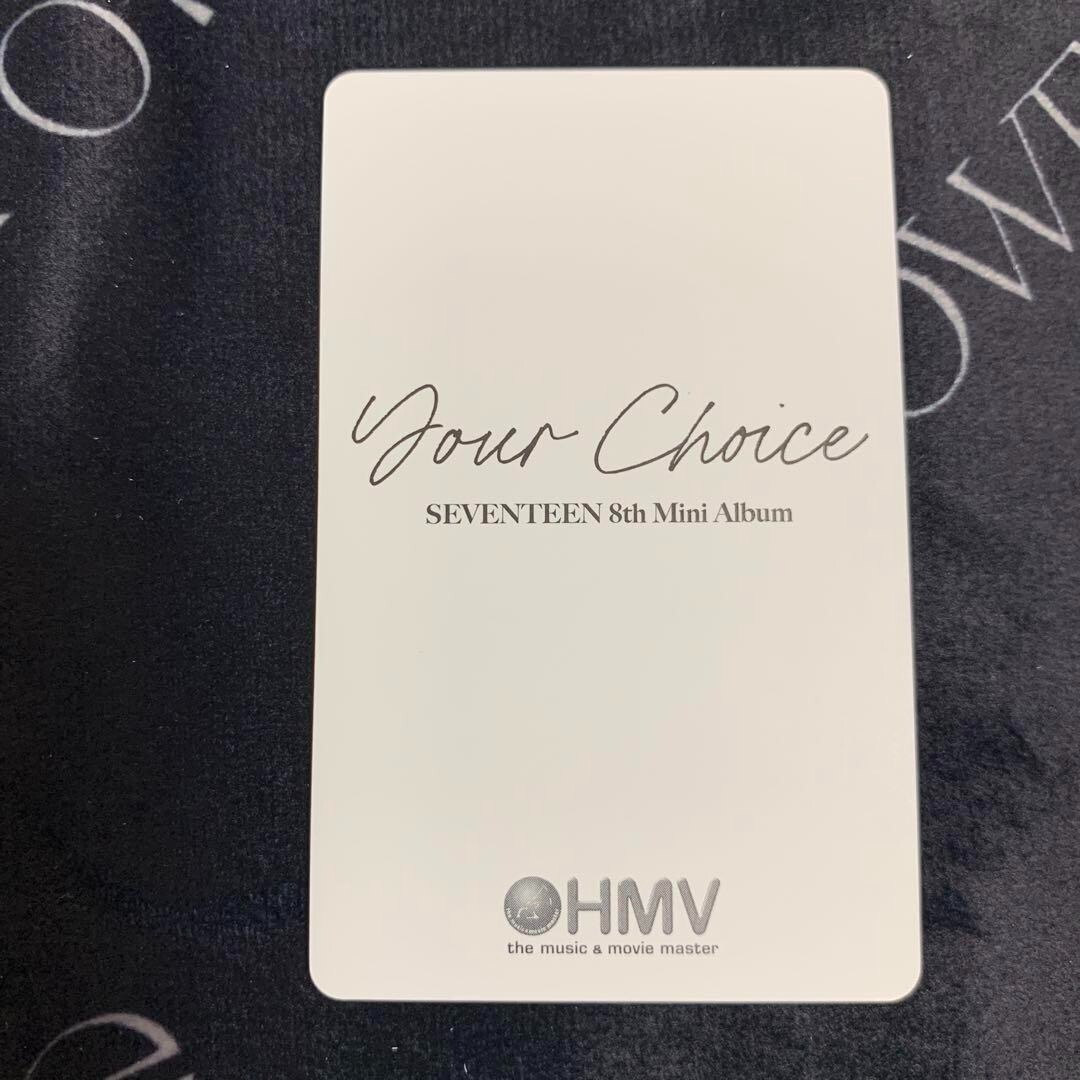 Your Choice
SEVENTEEN 8th Mini Album
HMV
the music & movie master